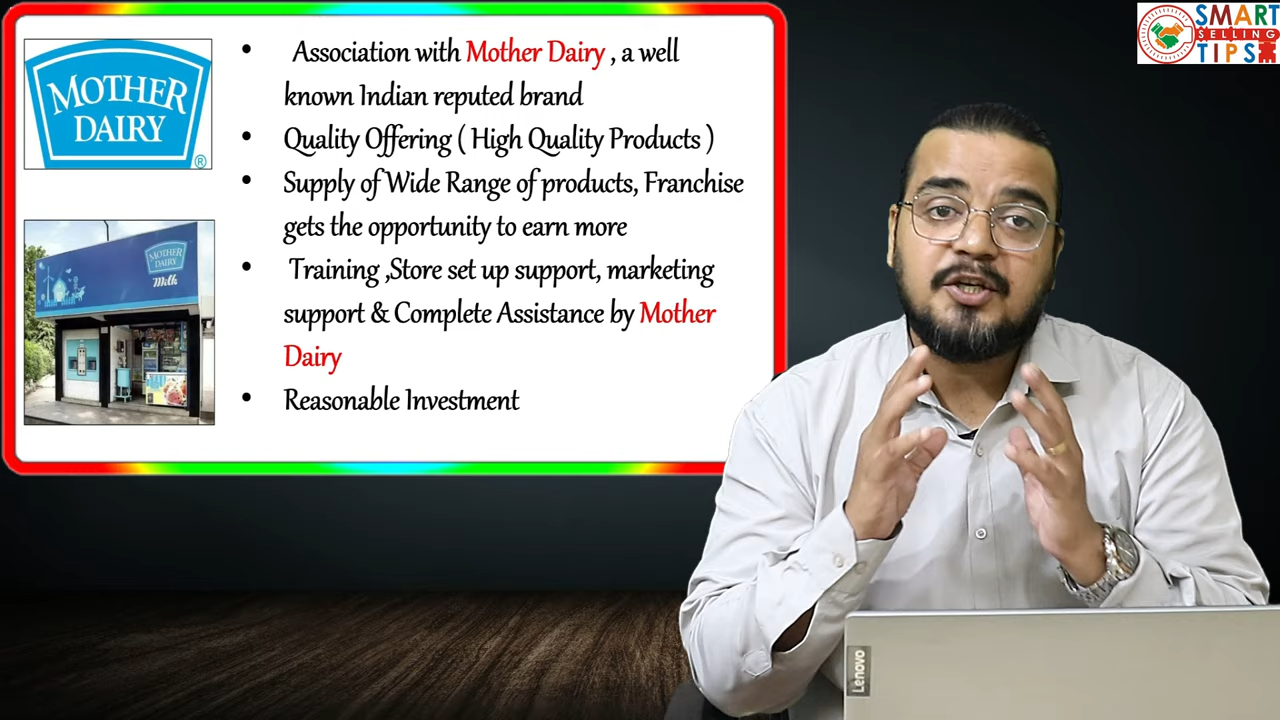 MOTHER
DAIRY
®
• Association with Mother Dairy , a well
known Indian reputed brand
• Quality Offering ( High Quality Products )
• Supply of Wide Range of products, Franchise
gets the opportunity to earn more
• Training ,Store set up support, marketing
support & Complete Assistance by Mother
Dairy
• Reasonable Investment
MOTHER
DAIRY
Milk
SMART
SELLING
TIPS
Lenovo